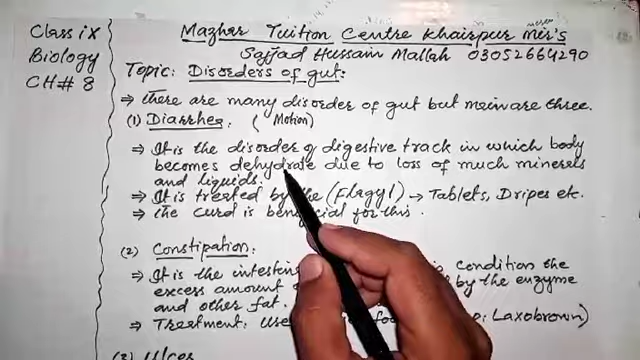 Class iX
Biology
CH# 8
Mazhar Tuition Centre Khairpur Mir's
Sajjad Hussain Mallah 03052664290
Topic: Disorders of gut:
⇒ There are many disorder of gut but mein are three.
(1) Diarrhea. (Motion)
⇒ It is the disorder of digestive track in which body
becomes dehydrate due to loss of much minerals
and liquids.
⇒ It is treated by the (Flagyl) → Tablets, Dripes etc.
⇒ The curd is beneficial for this.
(2) Constipation:
⇒ It is the condition the
excess amount by the enzyme
and other fat.
⇒ Treatment: Use Laxobrown)
(3) Ulcer